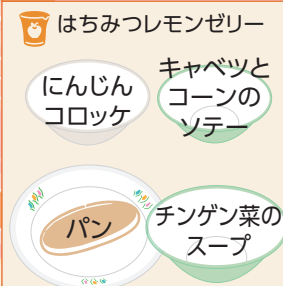 はちみつレモンゼリー
にんじん
コロッケ
キャベツと
コーンの
ソテー
パン
チンゲン菜の
スープ